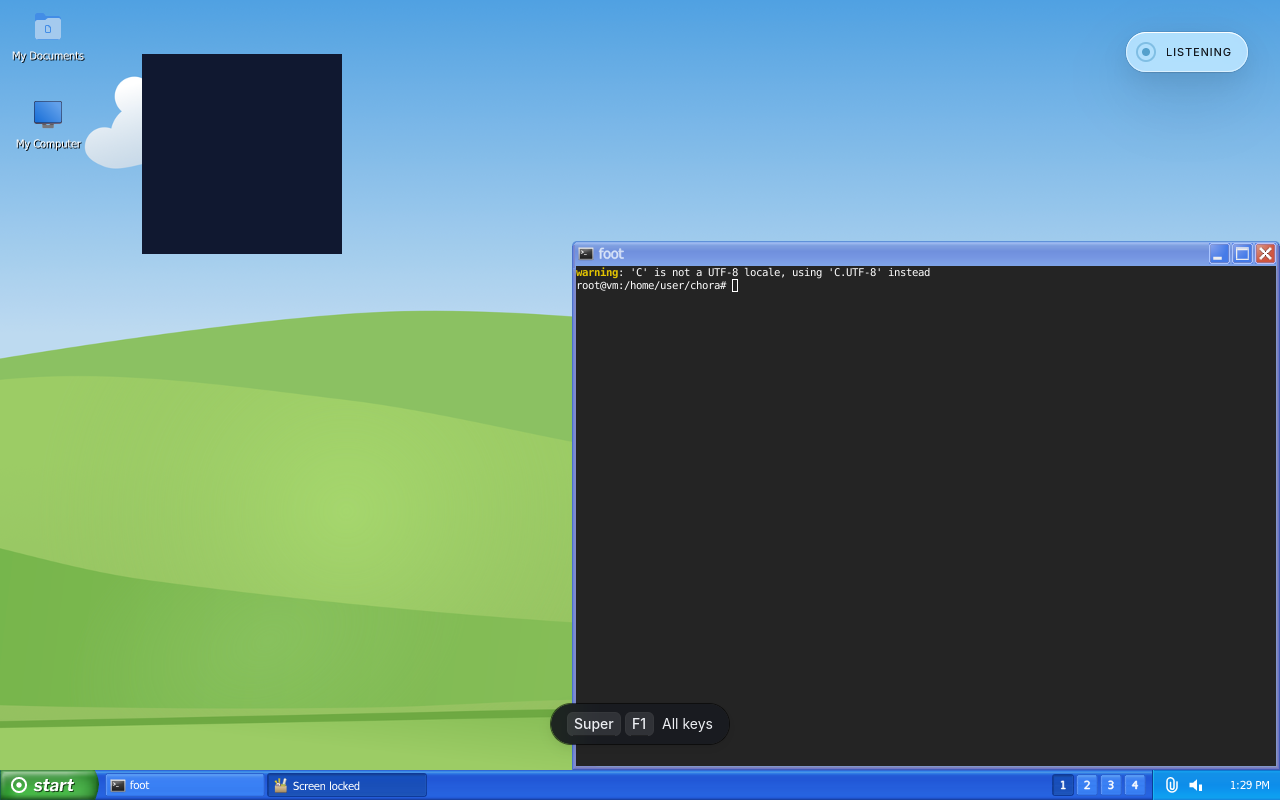 My Documents
My Computer
LISTENING
foot
warning: 'C' is not a UTF-8 locale, using 'C.UTF-8' instead
root@vm:/home/user/chora#
Super F1 All keys
start
foot
Screen locked
1 2 3 4
1:29 PM